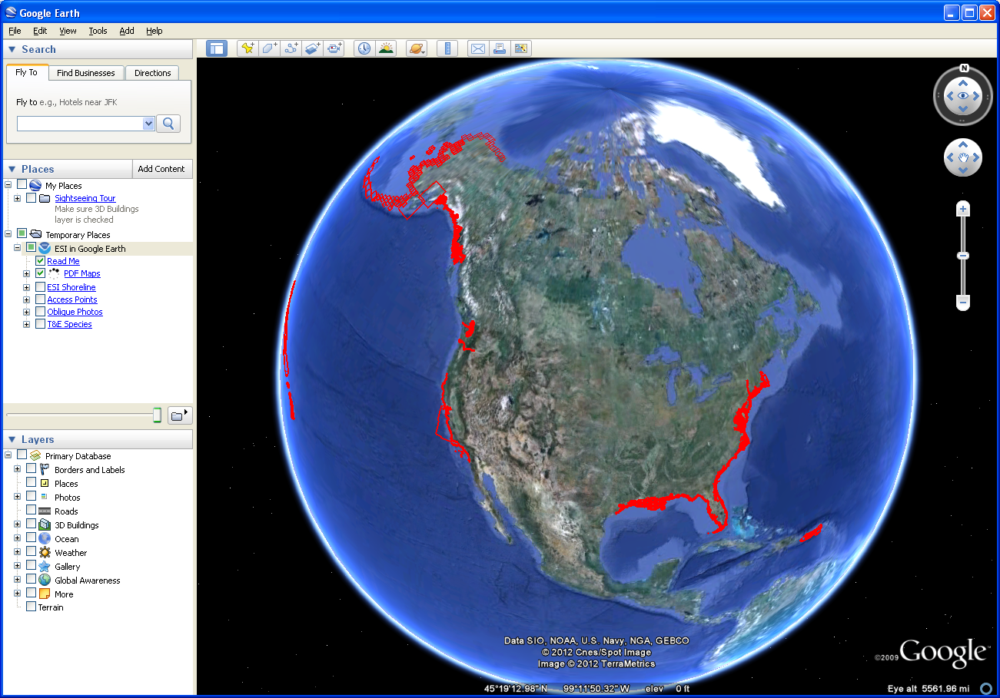 Google Earth
File Edit View Tools Add Help
Search
Fly To Find Businesses Directions
Fly to e.g., Hotels near JFK
Places Add Content
My Places
Sightseeing Tour
Make sure 3D Buildings
layer is checked
Temporary Places
ESI in Google Earth
Read Me
PDF Maps
ESI Shoreline
Access Points
Oblique Photos
T&E Species
Layers
Primary Database
Borders and Labels
Places
Photos
Roads
3D Buildings
Ocean
Weather
Gallery
Global Awareness
More
Terrain
N
Data SIO, NOAA, U.S. Navy, NGA, GEBCO
© 2012 Cnes/Spot Image
Image © 2012 TerraMetrics
©2009 Google
45°19'12.98" N 99°11'50.32" W elev 0 ft
Eye alt 5561.96 mi